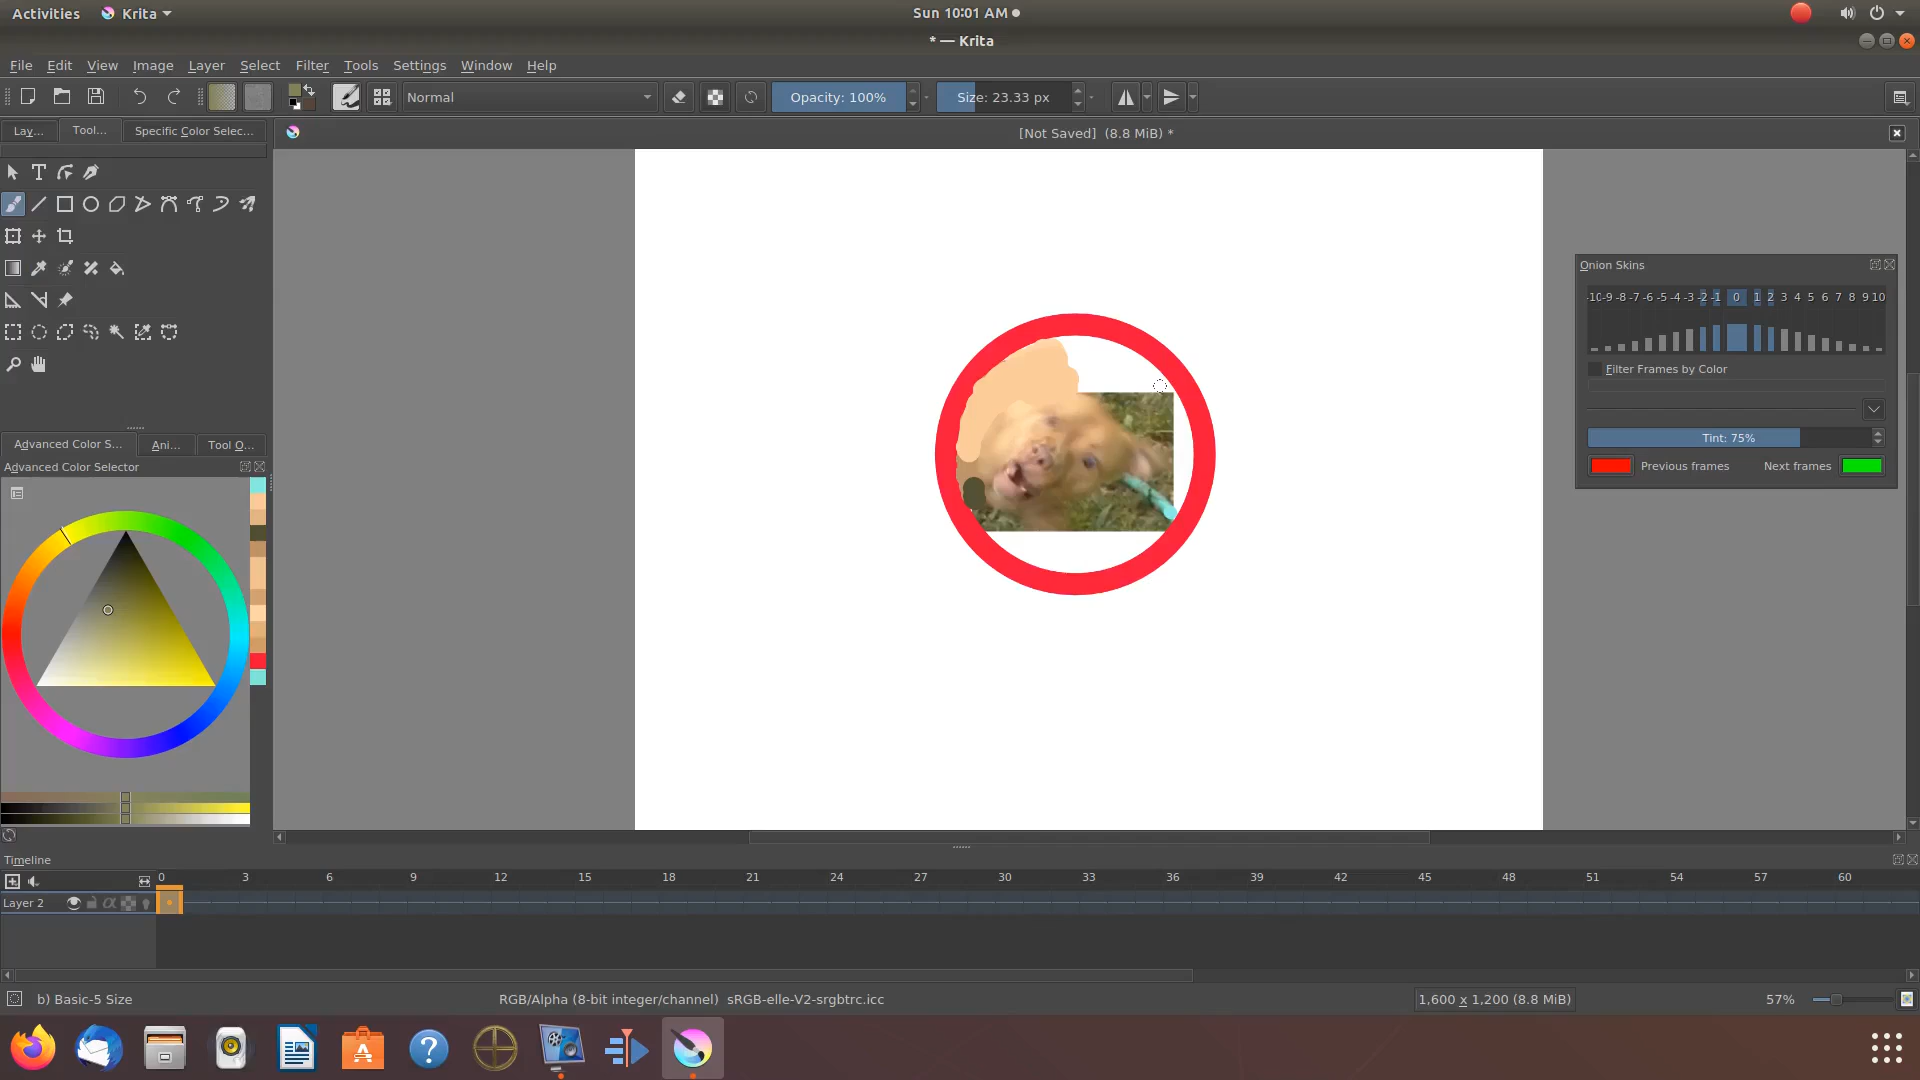 Activities Krita Sun 10:01 AM
* — Krita
File Edit View Image Layer Select Filter Tools Settings Window Help
Normal Opacity: 100% Size: 23.33 px
Lay... Tool... Specific Color Selec... [Not Saved] (8.8 MiB) *
Onion Skins
-10 -9 -8 -7 -6 -5 -4 -3 -2 -1 0 1 2 3 4 5 6 7 8 9 10
Filter Frames by Color
Tint: 75%
Previous frames Next frames
Advanced Color S... Ani... Tool O...
Advanced Color Selector
Timeline
0 3 6 9 12 15 18 21 24 27 30 33 36 39 42 45 48 51 54 57 60
Layer 2
b) Basic-5 Size RGB/Alpha (8-bit integer/channel) sRGB-elle-V2-srgbtrc.icc 1,600 x 1,200 (8.8 MiB) 57%